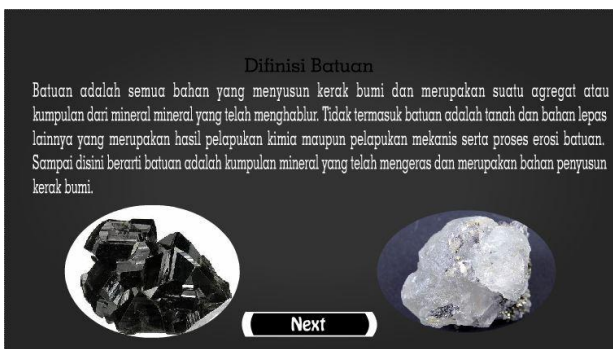 Difinisi Batuan
Batuan adalah semua bahan yang menyusun kerak bumi dan merupakan suatu agregat atau
kumpulan dari mineral mineral yang telah menghablur. Tidak termasuk batuan adalah tanah dan bahan lepas
lainnya yang merupakan hasil pelapukan kimia maupun pelapukan mekanis serta proses erosi batuan.
Sampai disini berarti batuan adalah kumpulan mineral yang telah mengeras dan merupakan bahan penyusun
kerak bumi.
Next